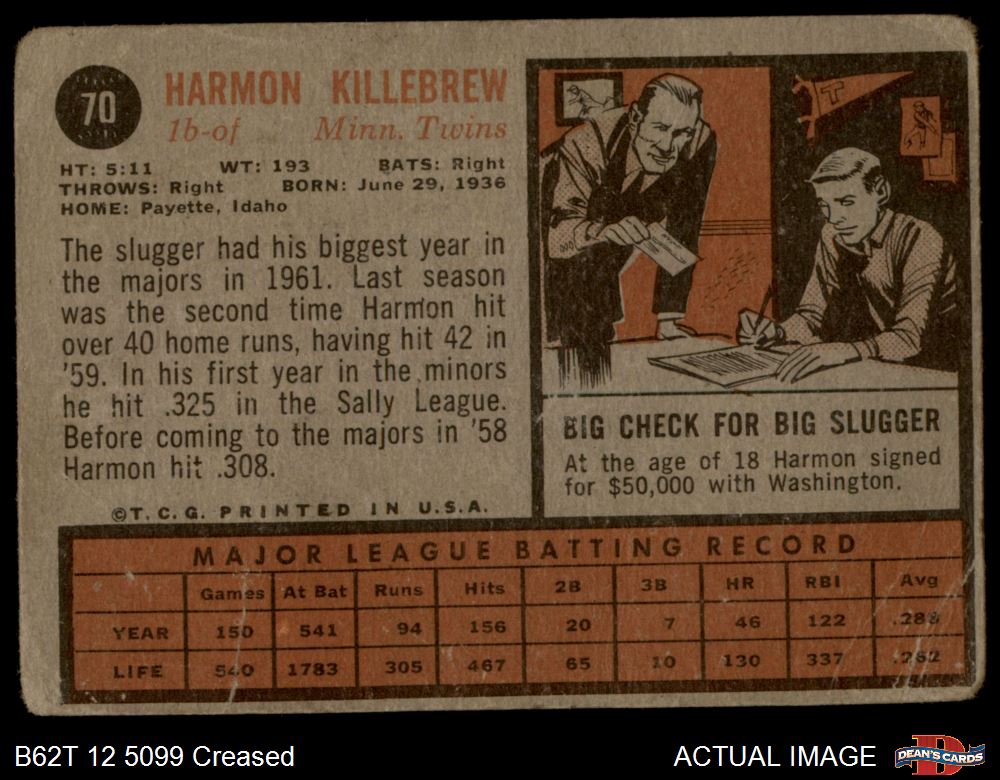 70
HARMON KILLEBREW
1b-of Minn. Twins
HT: 5:11 WT: 193 BATS: Right
THROWS: Right BORN: June 29, 1936
HOME: Payette, Idaho
The slugger had his biggest year in
the majors in 1961. Last season
was the second time Harmon hit
over 40 home runs, having hit 42 in
'59. In his first year in the minors
he hit .325 in the Sally League.
Before coming to the majors in '58
Harmon hit .308.
©T.C.G. PRINTED IN U.S.A.
T
BIG CHECK FOR BIG SLUGGER
At the age of 18 Harmon signed
for $50,000 with Washington.
MAJOR LEAGUE BATTING RECORD
Games At Bat Runs Hits 2B 3B HR RBI Avg
YEAR 150 541 94 156 20 7 46 122 .288
LIFE 540 1783 305 467 65 10 130 337 .262
B62T 12 5099 Creased
ACTUAL IMAGE
DEAN'S CARDS